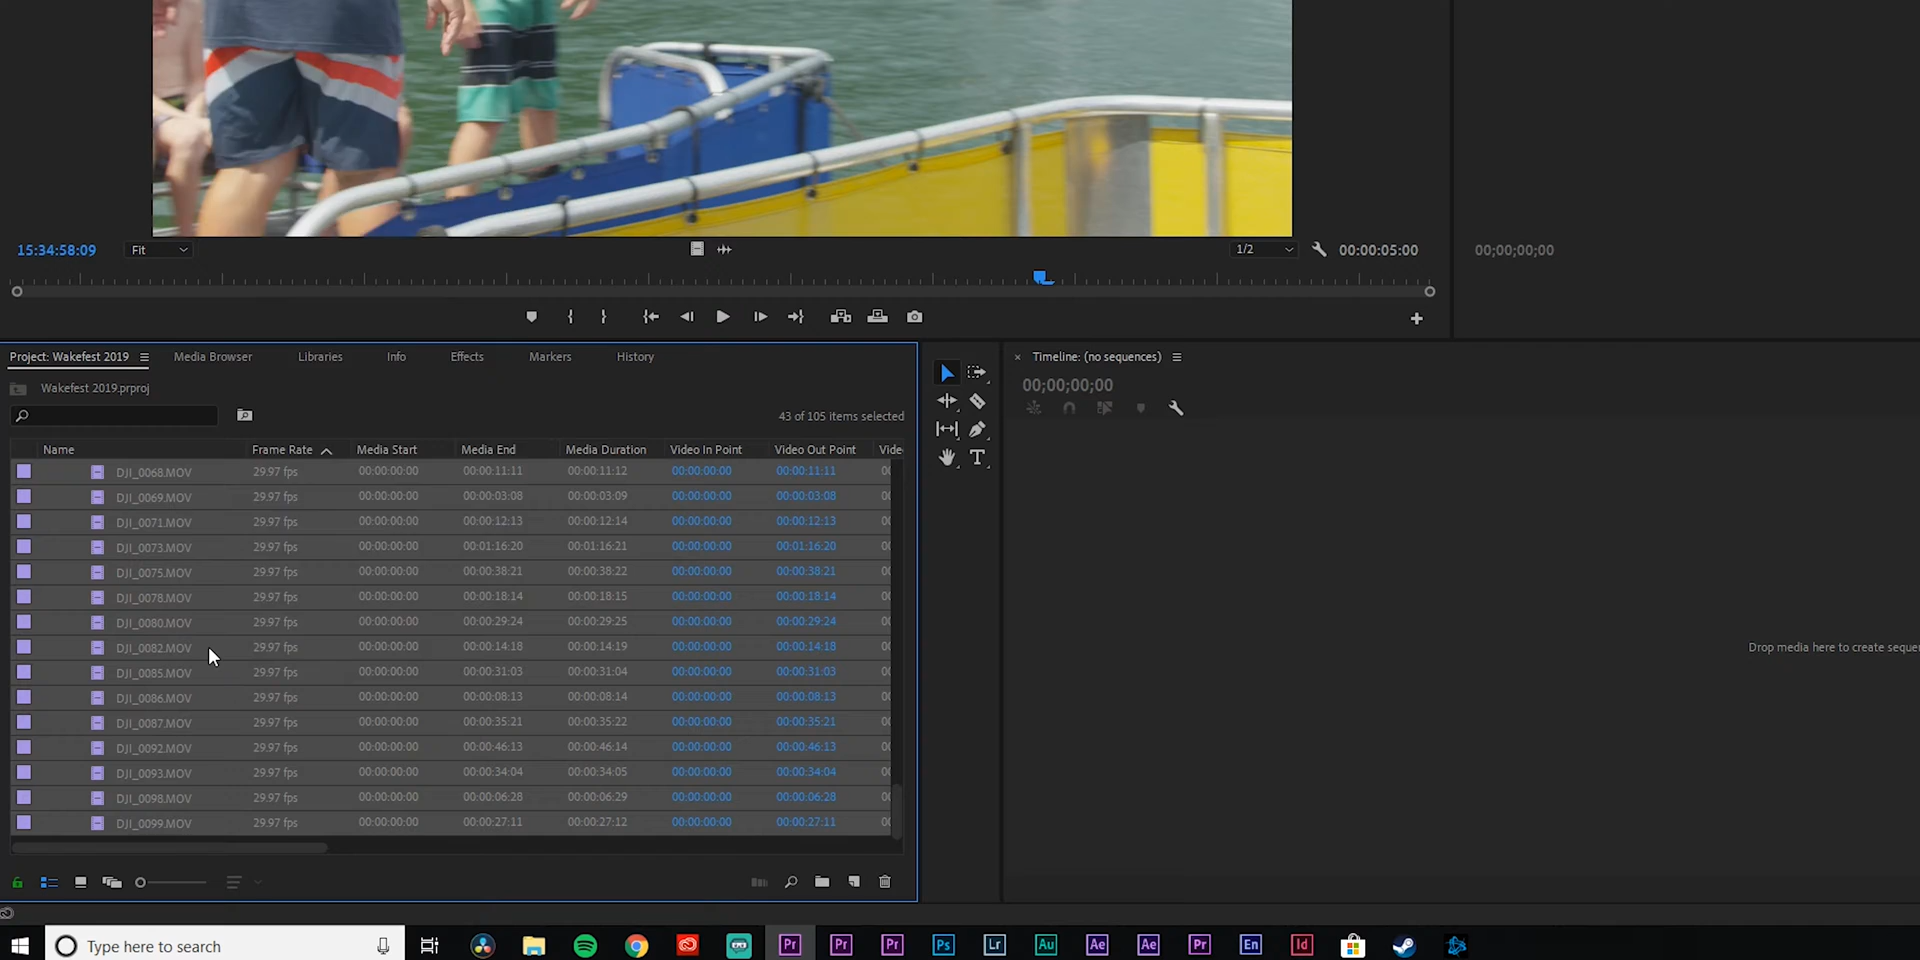 15:34:58:09 Fit 1/2 00:00:05:00 00;00;00;00
Project: Wakefest 2019 Media Browser Libraries Info Effects Markers History
Wakefest 2019.prproj
43 of 105 items selected
Name Frame Rate Media Start Media End Media Duration Video In Point Video Out Point Vide
DJI_0068.MOV 29.97 fps 00:00:00:00 00:00:11:11 00:00:11:12 00:00:00:00 00:00:11:11 00
DJI_0069.MOV 29.97 fps 00:00:00:00 00:00:03:08 00:00:03:09 00:00:00:00 00:00:03:08 00
DJI_0071.MOV 29.97 fps 00:00:00:00 00:00:12:13 00:00:12:14 00:00:00:00 00:00:12:13 00
DJI_0073.MOV 29.97 fps 00:00:00:00 00:01:16:20 00:01:16:21 00:00:00:00 00:01:16:20 00
DJI_0075.MOV 29.97 fps 00:00:00:00 00:00:38:21 00:00:38:22 00:00:00:00 00:00:38:21 00
DJI_0078.MOV 29.97 fps 00:00:00:00 00:00:18:14 00:00:18:15 00:00:00:00 00:00:18:14 00
DJI_0080.MOV 29.97 fps 00:00:00:00 00:00:29:24 00:00:29:25 00:00:00:00 00:00:29:24 00
DJI_0082.MOV 29.97 fps 00:00:00:00 00:00:14:18 00:00:14:19 00:00:00:00 00:00:14:18 00
DJI_0085.MOV 29.97 fps 00:00:00:00 00:00:31:03 00:00:31:04 00:00:00:00 00:00:31:03 00
DJI_0086.MOV 29.97 fps 00:00:00:00 00:00:08:13 00:00:08:14 00:00:00:00 00:00:08:13 00
DJI_0087.MOV 29.97 fps 00:00:00:00 00:00:35:21 00:00:35:22 00:00:00:00 00:00:35:21 00
DJI_0092.MOV 29.97 fps 00:00:00:00 00:00:46:13 00:00:46:14 00:00:00:00 00:00:46:13 00
DJI_0093.MOV 29.97 fps 00:00:00:00 00:00:34:04 00:00:34:05 00:00:00:00 00:00:34:04 00
DJI_0098.MOV 29.97 fps 00:00:00:00 00:00:06:28 00:00:06:29 00:00:00:00 00:00:06:28 00
DJI_0099.MOV 29.97 fps 00:00:00:00 00:00:27:11 00:00:27:12 00:00:00:00 00:00:27:11 00
T
Timeline: (no sequences)
00;00;00;00
Drop media here to create seque
Type here to search
Pr Pr Pr Ps Lr Au Ae Ae Pr En Id